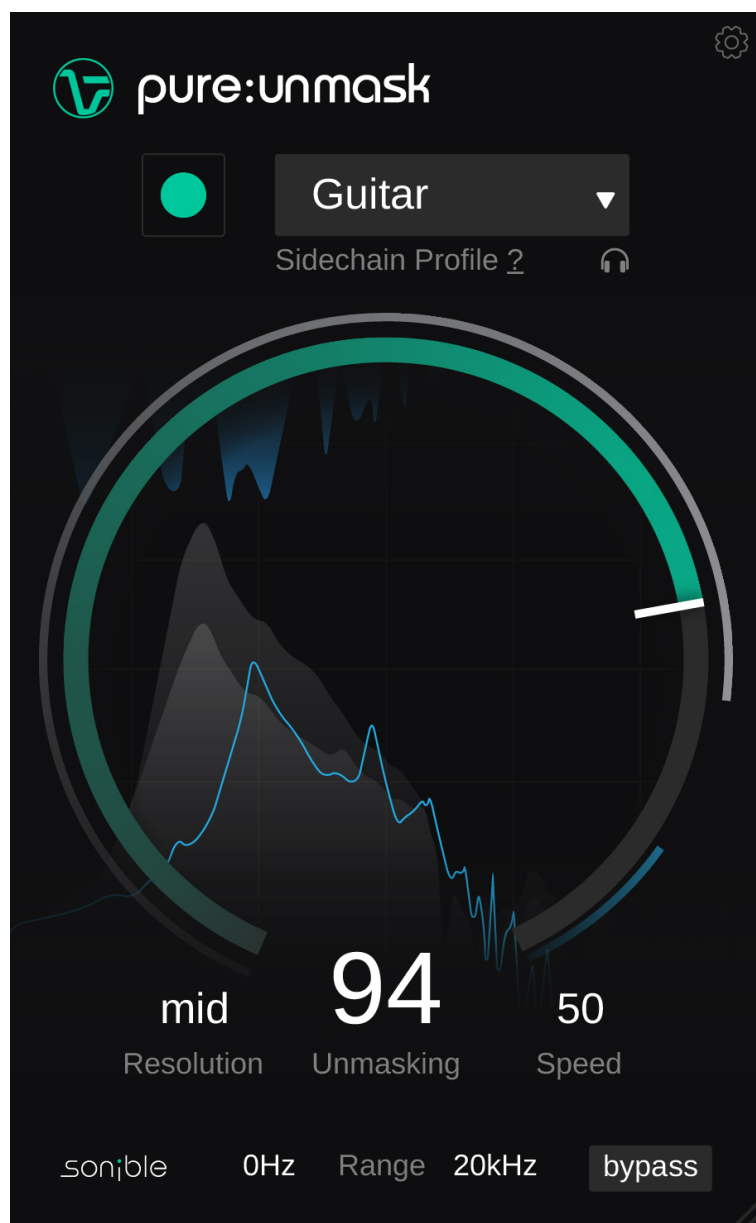 pure:unmask
Guitar
Sidechain Profile ?
mid 94 50
Resolution Unmasking Speed
sonible 0Hz Range 20kHz bypass